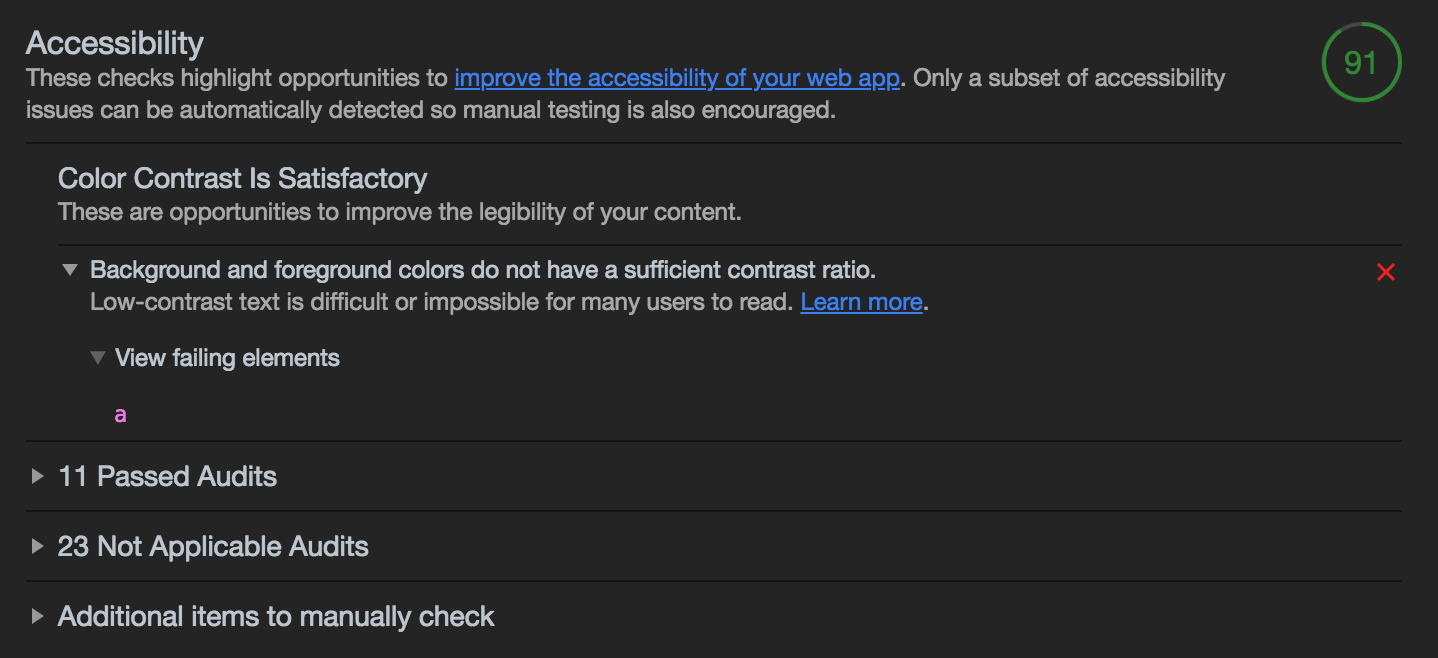 Accessibility
91
These checks highlight opportunities to improve the accessibility of your web app. Only a subset of accessibility
issues can be automatically detected so manual testing is also encouraged.
Color Contrast Is Satisfactory
These are opportunities to improve the legibility of your content.
Background and foreground colors do not have a sufficient contrast ratio.
Low-contrast text is difficult or impossible for many users to read. Learn more.
View failing elements
a
11 Passed Audits
23 Not Applicable Audits
Additional items to manually check